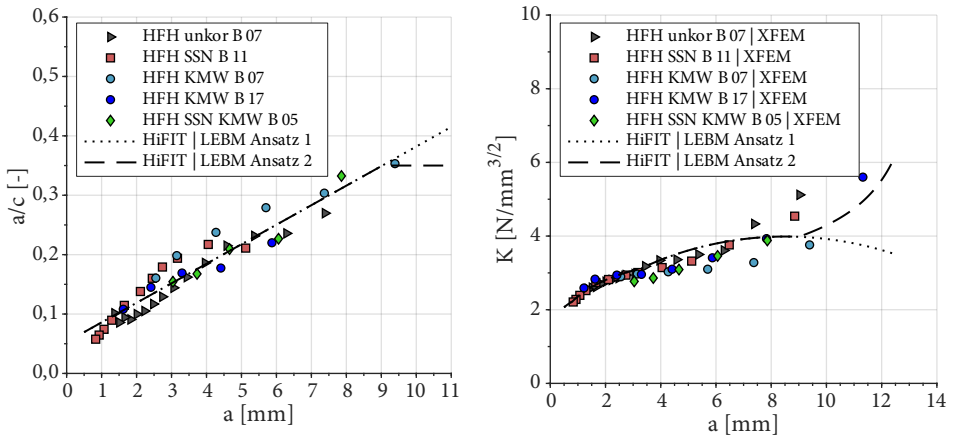 0,6
0,5
0,4
0,3
0,2
0,1
0,0
a/c [-]
HFH unkor B 07
HFH SSN B 11
HFH KMW B 07
HFH KMW B 17
HFH SSN KMW B 05
HiFIT | LEBM Ansatz 1
HiFIT | LEBM Ansatz 2
0 1 2 3 4 5 6 7 8 9 10 11
a [mm]
10
8
6
4
2
0
K [N/mm^3/2]
HFH unkor B 07 | XFEM
HFH SSN B 11 | XFEM
HFH KMW B 07 | XFEM
HFH KMW B 17 | XFEM
HFH SSN KMW B 05 | XFEM
HiFIT | LEBM Ansatz 1
HiFIT | LEBM Ansatz 2
0 2 4 6 8 10 12 14
a [mm]